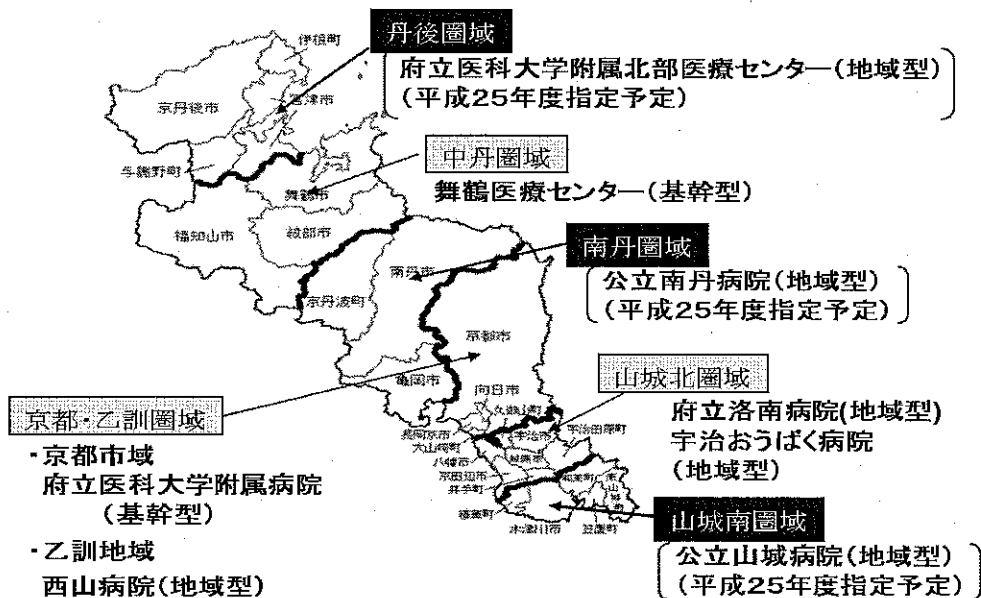 丹後圏域
府立医科大学附属北部医療センター(地域型)
(平成25年度指定予定)
伊根町
京丹後市
宮津市
与謝野町
中丹圏域
舞鶴医療センター(基幹型)
舞鶴市
福知山市
綾部市
南丹圏域
公立南丹病院(地域型)
(平成25年度指定予定)
南丹市
京丹波町
京都市
亀岡市
向日市
山城北圏域
府立洛南病院(地域型)
宇治おうばく病院
(地域型)
京都・乙訓圏域
・京都市域
府立医科大学附属病院
(基幹型)
・乙訓地域
西山病院(地域型)
長岡京市
久御山町
大山崎町
宇治市
宇治田原町
八幡市
城陽市
京田辺市
井手町
和束町
精華町
木津川市
笠置町
山城南圏域
公立山城病院(地域型)
(平成25年度指定予定)